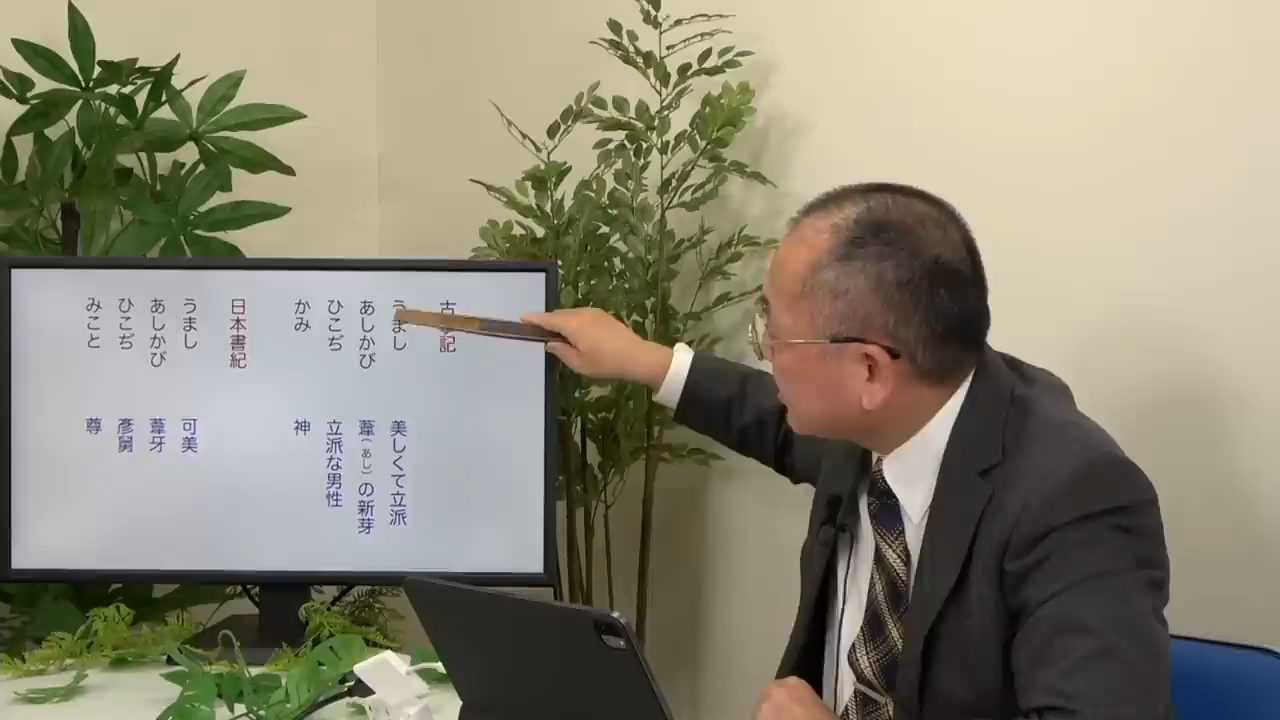 古 記
うまし 美しくて立派
あしかび 葦(あし)の新芽
ひこぢ 立派な男性
かみ 神
日本書紀
うまし 可美
あしかび 葦牙
ひこぢ 彥舅
みこと 尊